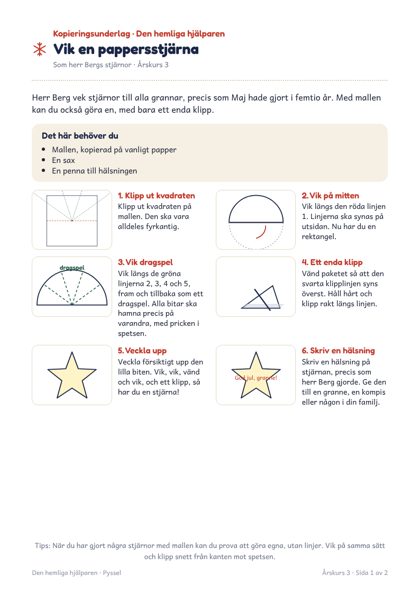 Kopieringsunderlag · Den hemliga hjälparen
Vik en pappersstjärna
Som herr Bergs stjärnor · Årskurs 3
Herr Berg vek stjärnor till alla grannar, precis som Maj hade gjort i femtio år. Med mallen
kan du också göra en, med bara ett enda klipp.
Det här behöver du
• Mallen, kopierad på vanligt papper
• En sax
• En penna till hälsningen
1. Klipp ut kvadraten
Klipp ut kvadraten på
mallen. Den ska vara
alldeles fyrkantig.
2. Vik på mitten
Vik längs den röda linjen
1. Linjerna ska synas på
utsidan. Nu har du en
rektangel.
dragspel
3. Vik dragspel
Vik längs de gröna
linjerna 2, 3, 4 och 5,
fram och tillbaka som ett
dragspel. Alla bitar ska
hamna precis på
varandra, med pricken i
spetsen.
4. Ett enda klipp
Vänd paketet så att den
svarta klipplinjen syns
överst. Håll hårt och
klipp rakt längs linjen.
5. Veckla upp
Veckla försiktigt upp den
lilla biten. Vik, vik, vänd
och vik, och ett klipp, så
har du en stjärna!
God jul, granne!
6. Skriv en hälsning
Skriv en hälsning på
stjärnan, precis som
herr Berg gjorde. Ge den
till en granne, en kompis
eller någon i din familj.
Tips: När du har gjort några stjärnor med mallen kan du prova att göra egna, utan linjer. Vik på samma sätt
och klipp snett från kanten mot spetsen.
Den hemliga hjälparen · Pyssel
Årskurs 3 · Sida 1 av 2